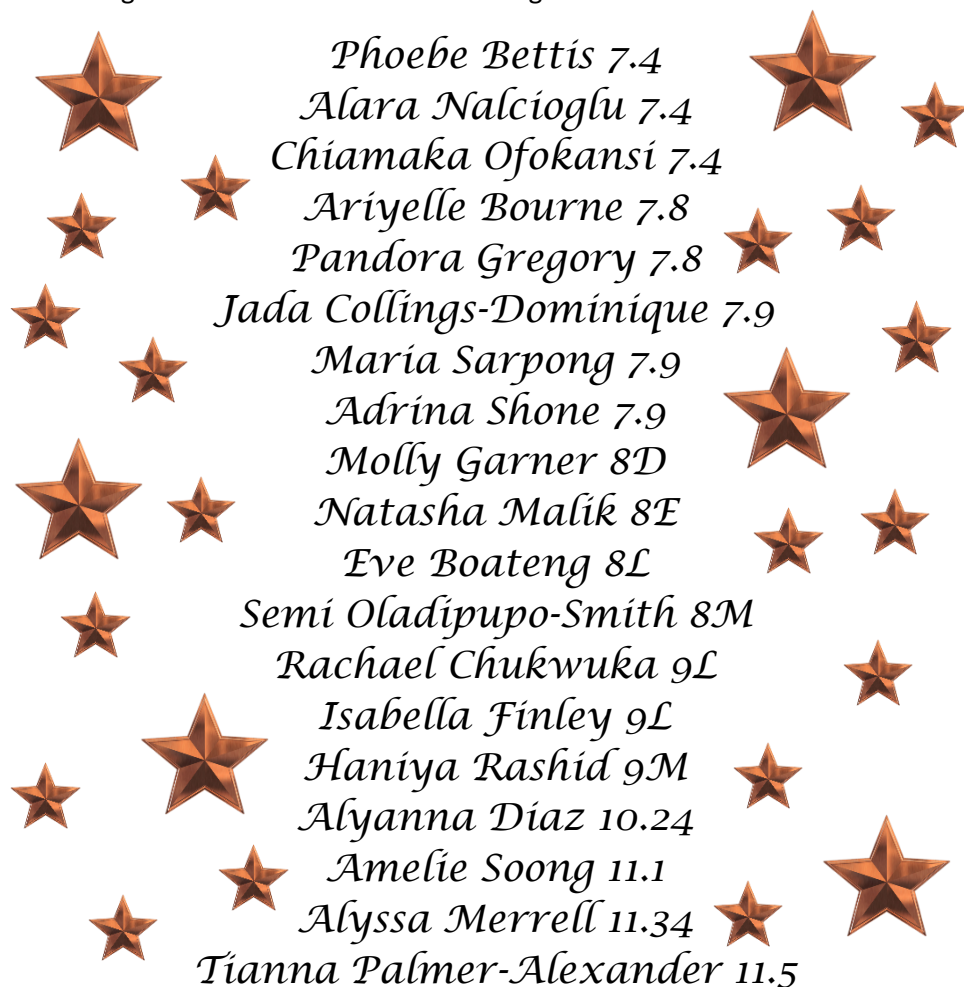 Phoebe Bettis 7.4
Alara Nalcioglu 7.4
Chiamaka Ofokansi 7.4
Ariyelle Bourne 7.8
Pandora Gregory 7.8
Jada Collings-Dominique 7.9
Maria Sarpong 7.9
Adrina Shone 7.9
Molly Garner 8D
Natasha Malik 8E
Eve Boateng 8L
Semi Oladipupo-Smith 8M
Rachael Chukwuka 9L
Isabella Finley 9L
Haniya Rashid 9M
Alyanna Diaz 10.24
Amelie Soong 11.1
Alyssa Merrell 11.34
Tianna Palmer-Alexander 11.5